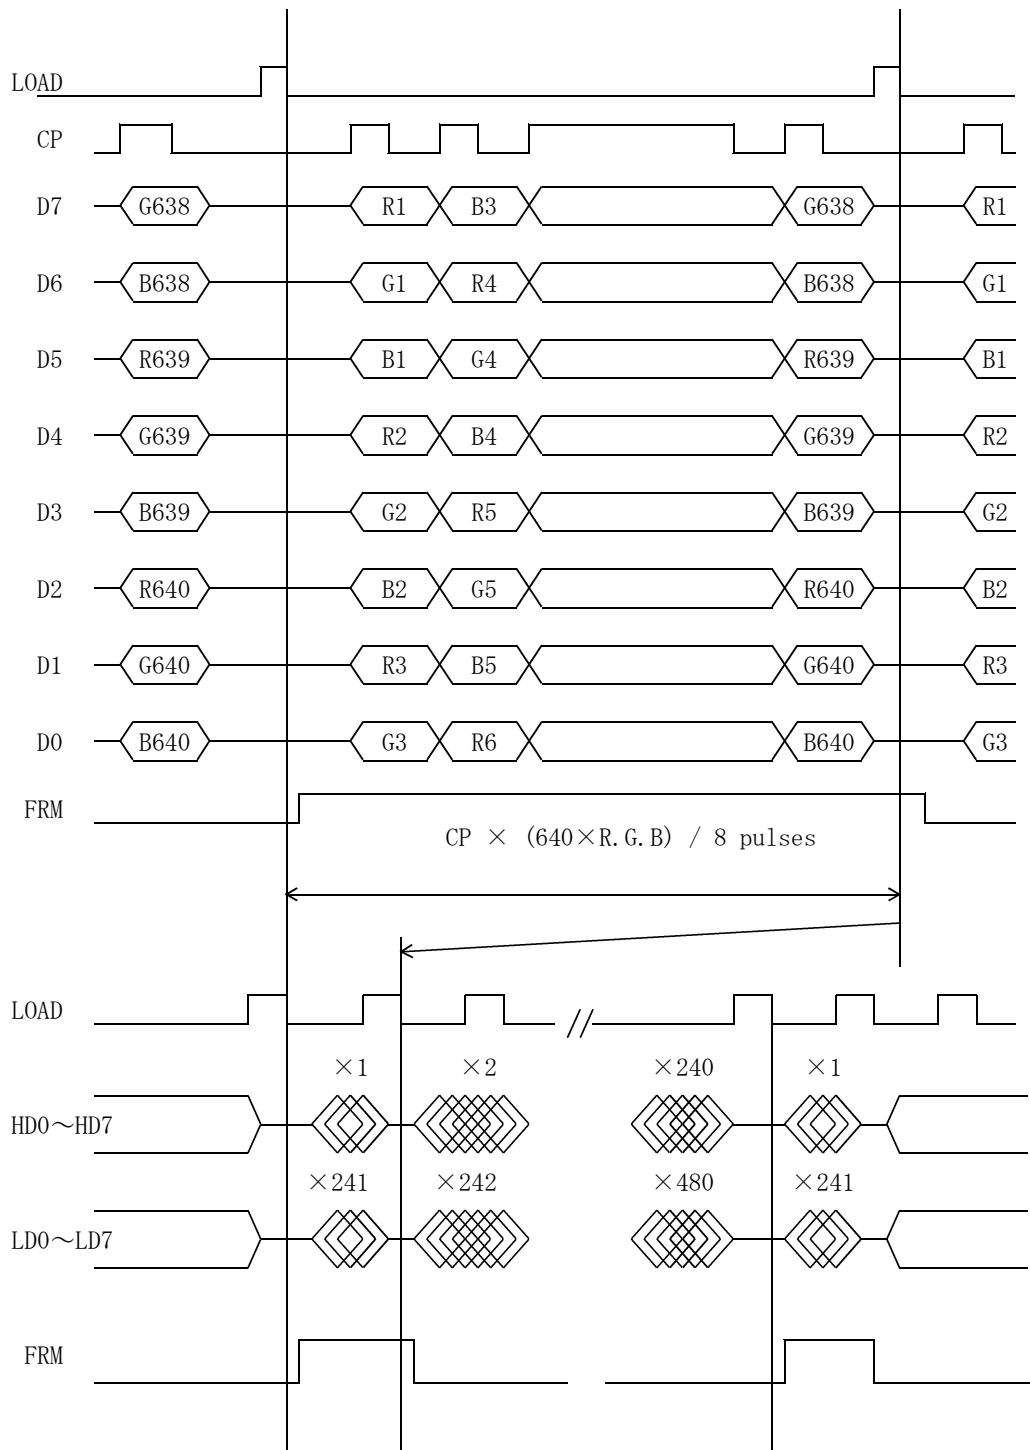 LOAD
CP
D7 G638 R1 B3 G638 R1
D6 B638 G1 R4 B638 G1
D5 R639 B1 G4 R639 B1
D4 G639 R2 B4 G639 R2
D3 B639 G2 R5 B639 G2
D2 R640 B2 G5 R640 B2
D1 G640 R3 B5 G640 R3
D0 B640 G3 R6 B640 G3
FRM
CP × (640×R.G.B) / 8 pulses
LOAD
×1 ×2 ×240 ×1
HD0～HD7
×241 ×242 ×480 ×241
LD0～LD7
FRM